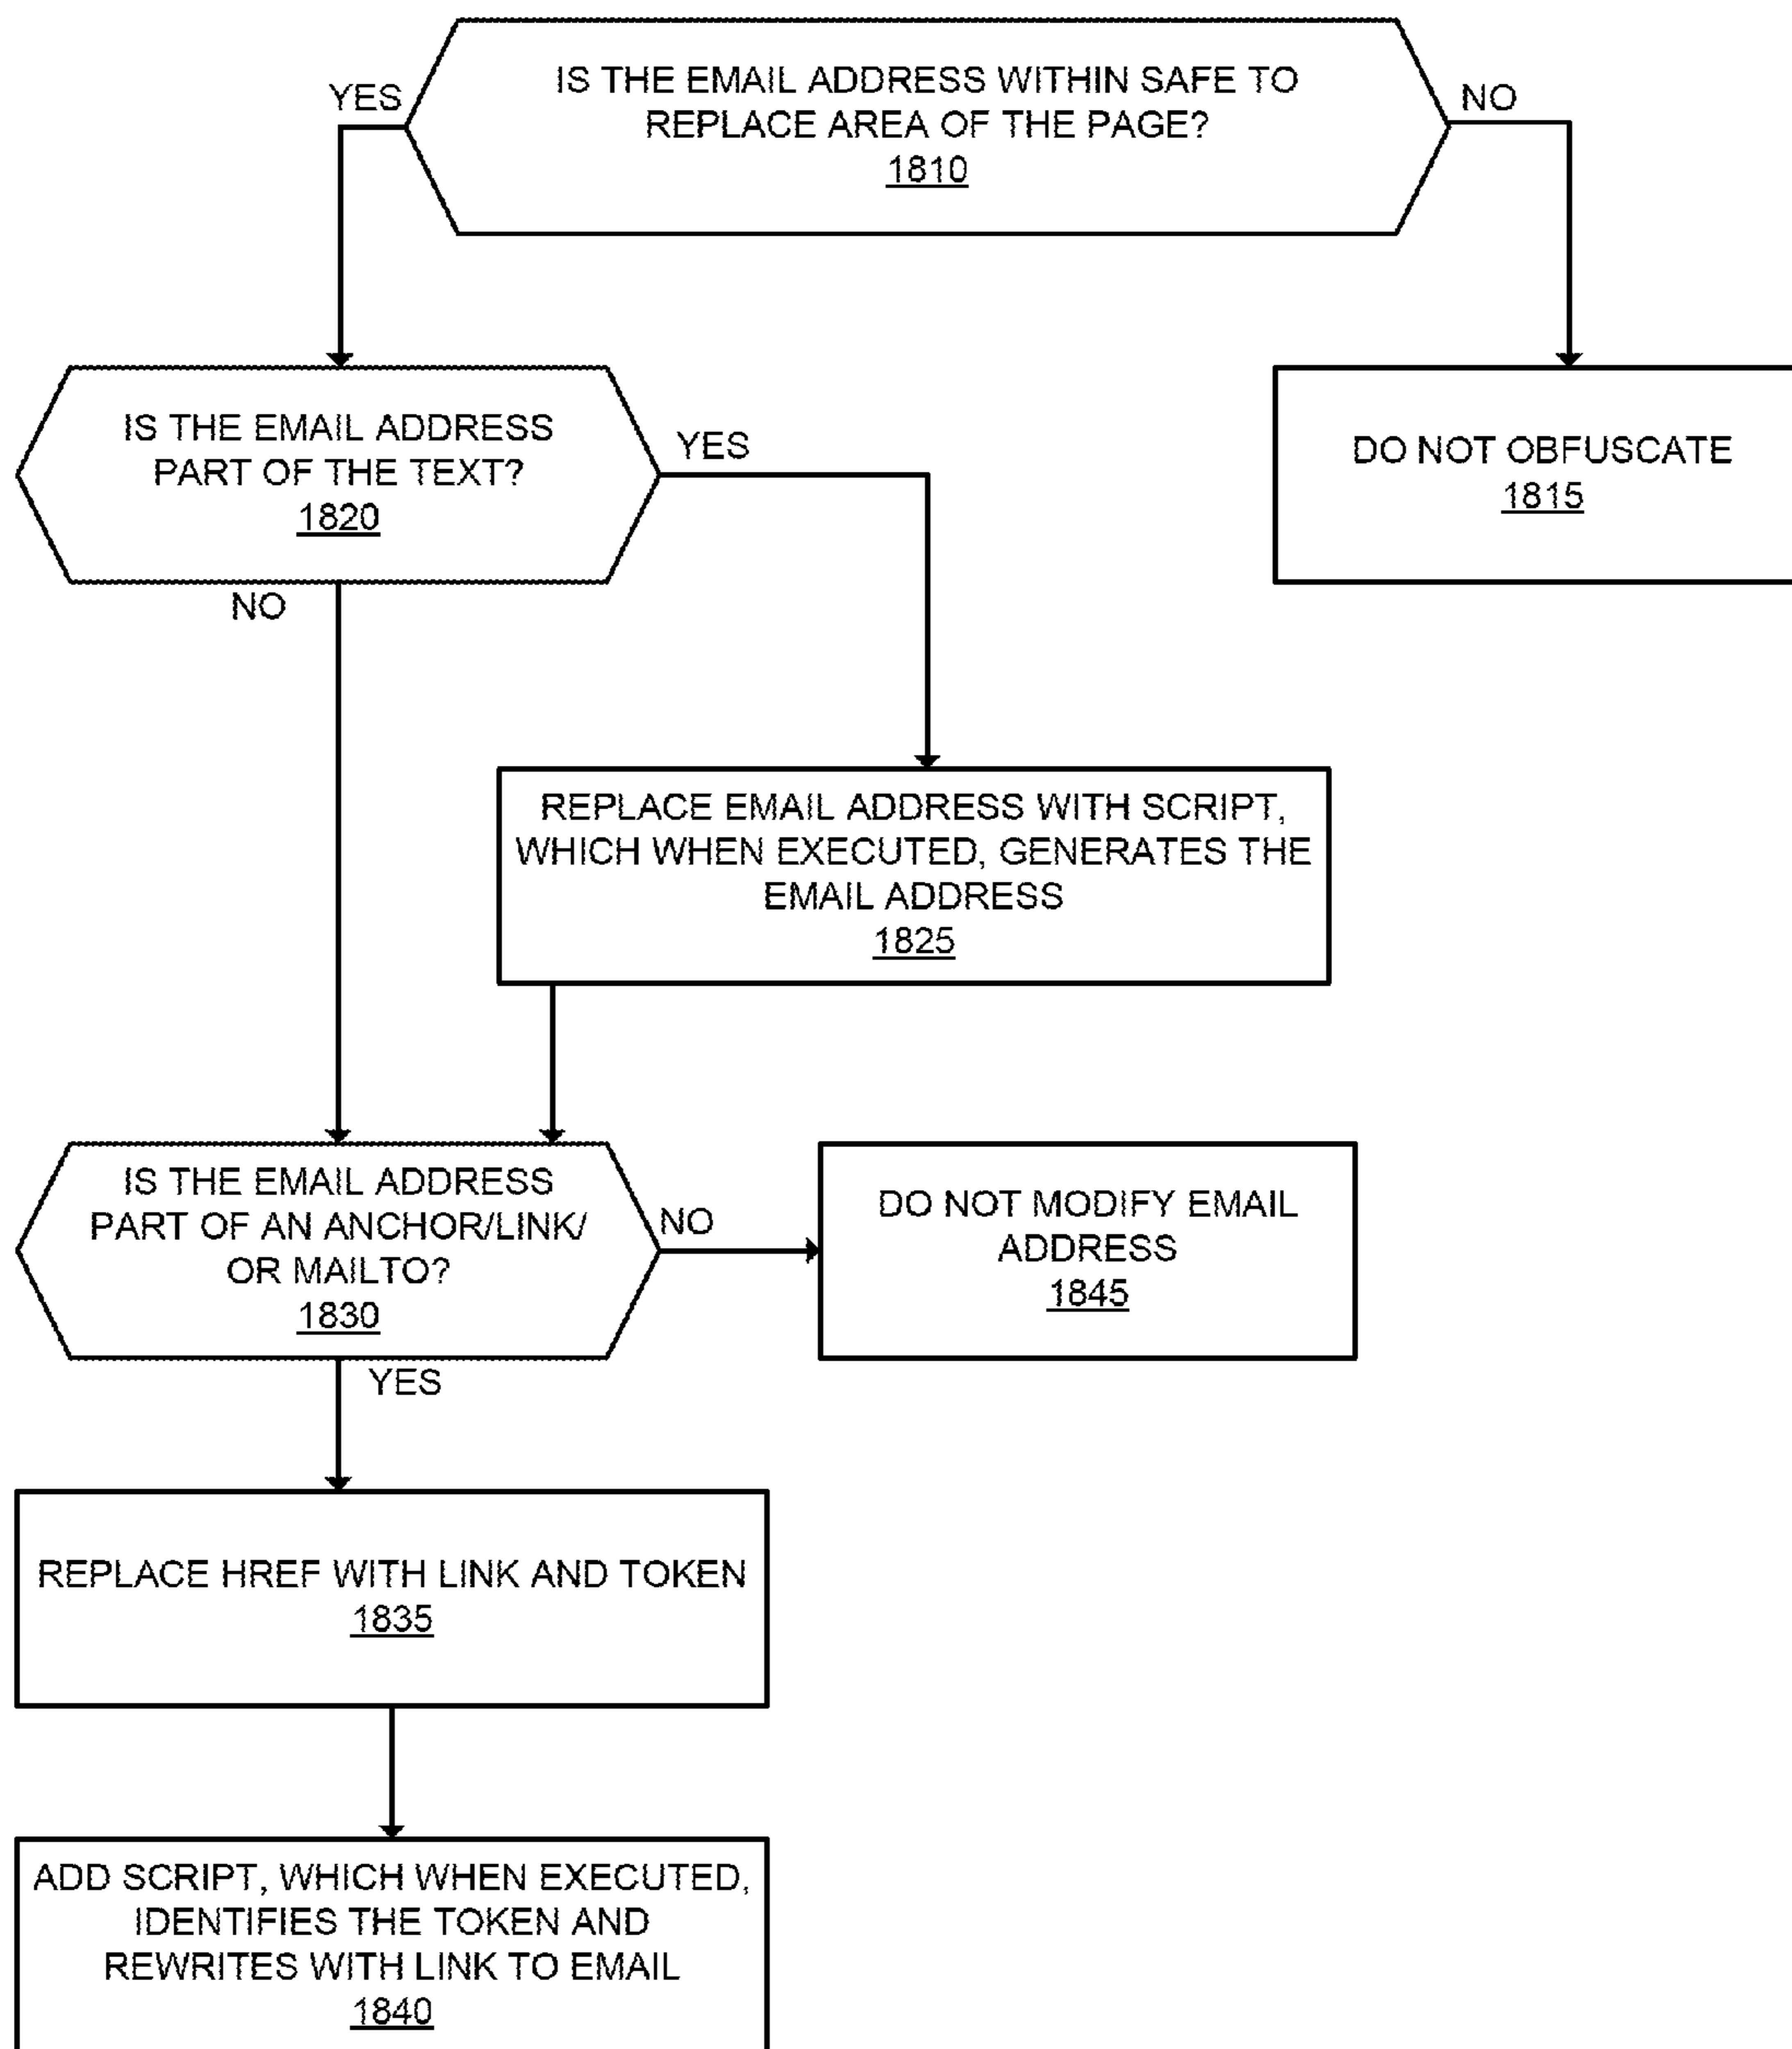 IS THE EMAIL ADDRESS WITHIN SAFE TO
REPLACE AREA OF THE PAGE?
1810
YES
NO
IS THE EMAIL ADDRESS
PART OF THE TEXT?
1820
YES
NO
DO NOT OBFUSCATE
1815
REPLACE EMAIL ADDRESS WITH SCRIPT,
WHICH WHEN EXECUTED, GENERATES THE
EMAIL ADDRESS
1825
IS THE EMAIL ADDRESS
PART OF AN ANCHOR/LINK/
OR MAILTO?
1830
NO
YES
DO NOT MODIFY EMAIL
ADDRESS
1845
REPLACE HREF WITH LINK AND TOKEN
1835
ADD SCRIPT, WHICH WHEN EXECUTED,
IDENTIFIES THE TOKEN AND
REWRITES WITH LINK TO EMAIL
1840